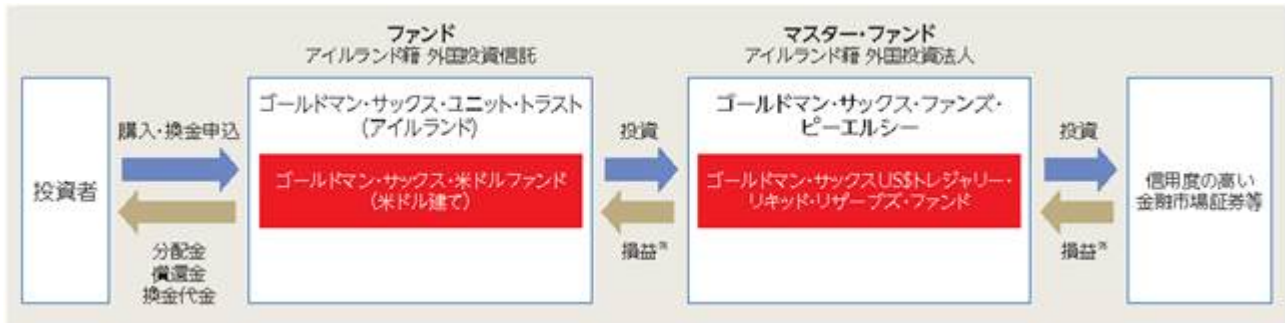 ファンド
アイルランド籍 外国投資信託
マスター・ファンド
アイルランド籍 外国投資法人
投資者
購入・換金申込
分配金
償還金
換金代金
ゴールドマン・サックス・ユニット・トラスト
(アイルランド)
ゴールドマン・サックス・米ドルファンド
(米ドル建て)
投資
損益
ゴールドマン・サックス・ファンズ・
ピーエルシー
ゴールドマン・サックスUS$トレジャリー・
リキッド・リザーブズ・ファンド
投資
損益
信用度の高い
金融市場証券等